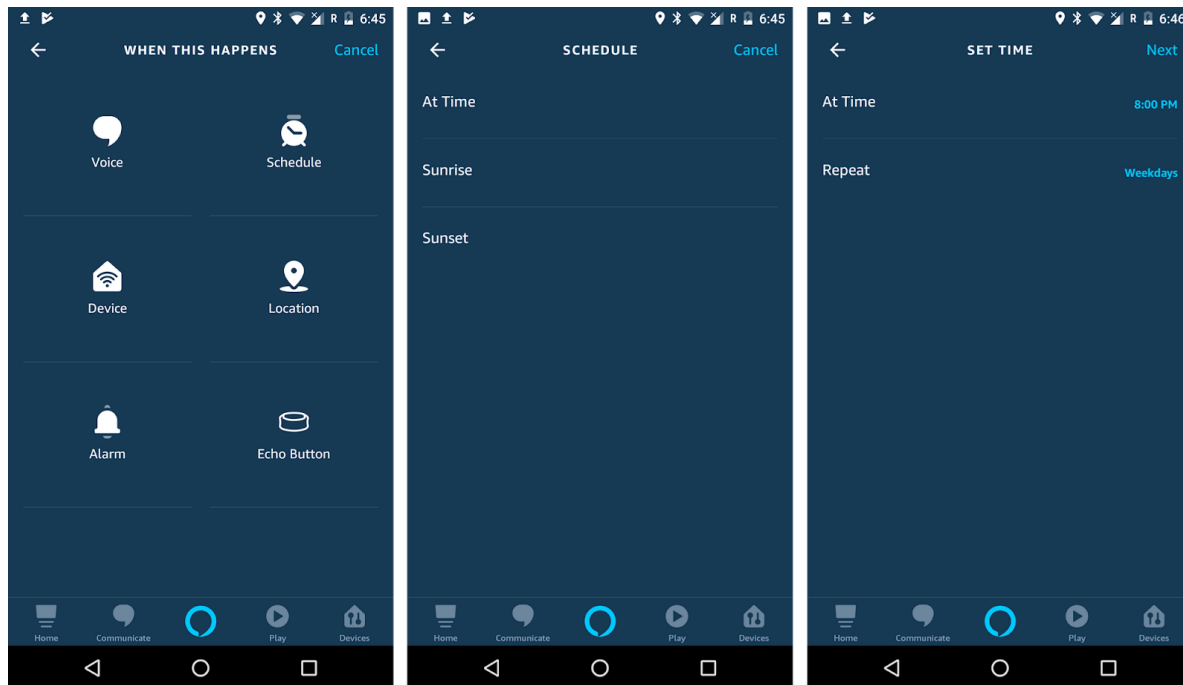 R 6:45
WHEN THIS HAPPENS Cancel
Voice Schedule
Device Location
Alarm Echo Button
Home Communicate Play Devices
R 6:45
SCHEDULE Cancel
At Time
Sunrise
Sunset
Home Communicate Play Devices
R 6:46
SET TIME Next
At Time 8:00 PM
Repeat Weekdays
Home Communicate Play Devices